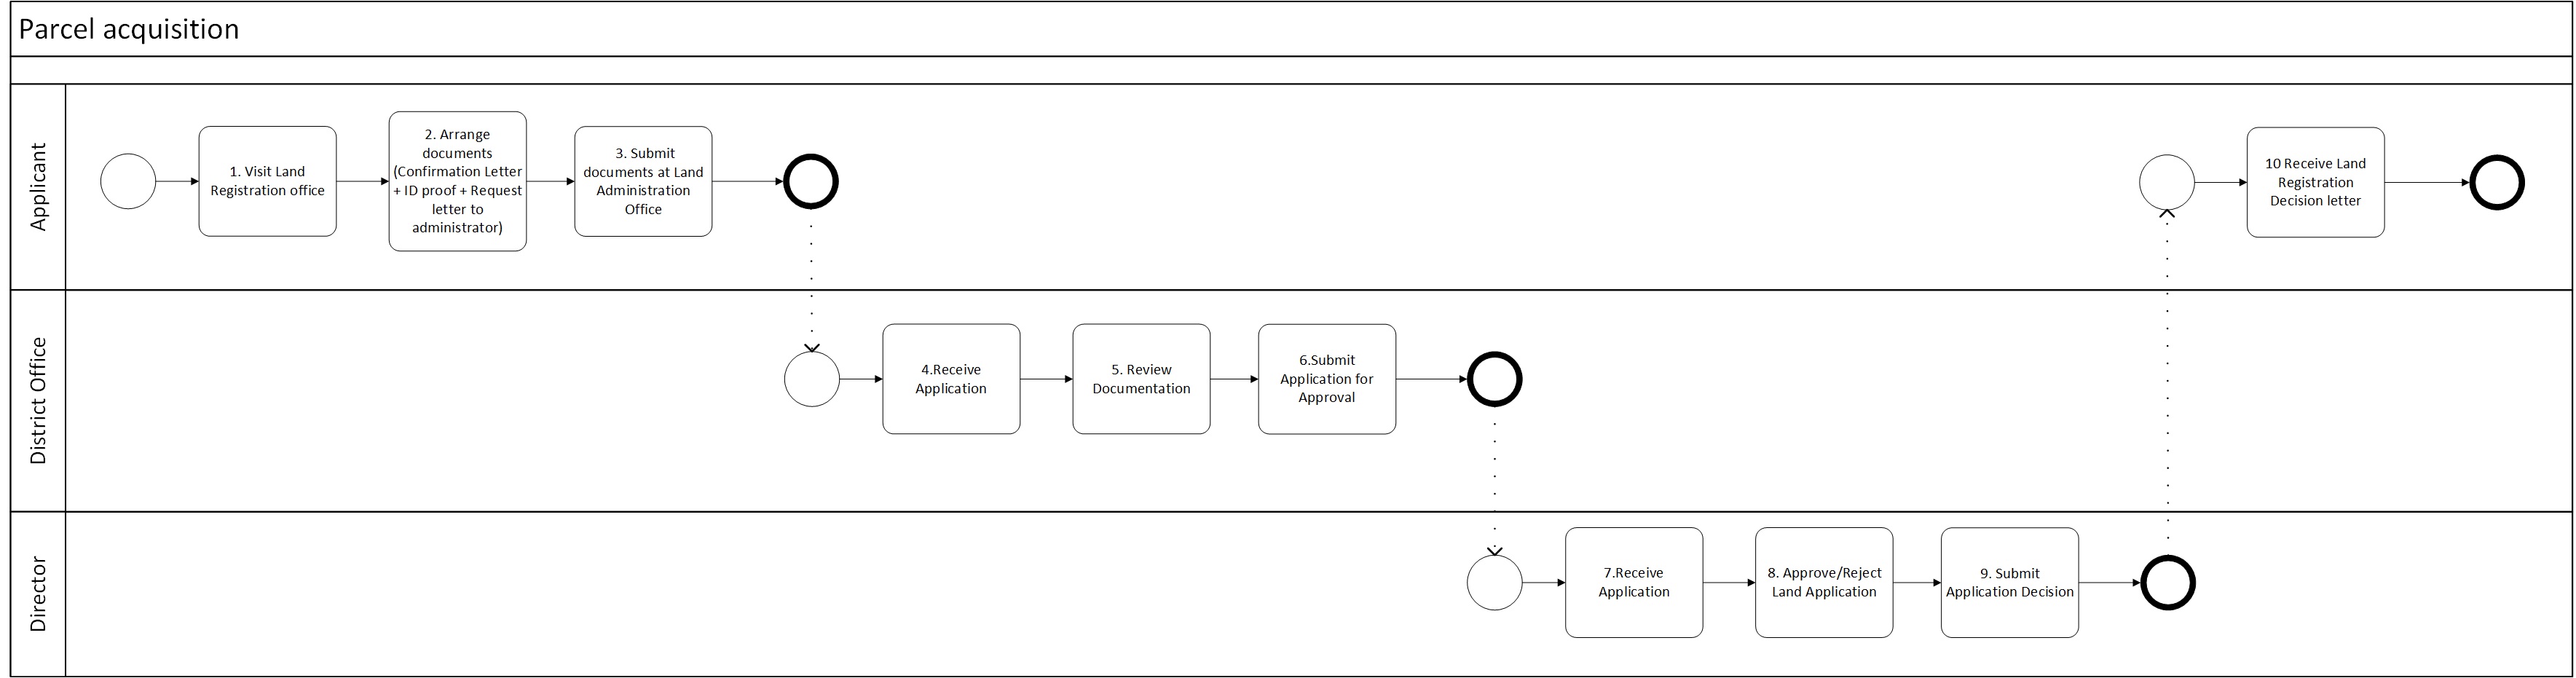 Parcel acquisition
Applicant
1. Visit Land
Registration office
2. Arrange
documents
(Confirmation Letter
+ ID proof + Request
letter to
administrator)
3. Submit
documents at Land
Administration
Office
10 Receive Land
Registration
Decision letter
District Office
4.Receive
Application
5. Review
Documentation
6.Submit
Application for
Approval
Director
7.Receive
Application
8. Approve/Reject
Land Application
9. Submit
Application Decision